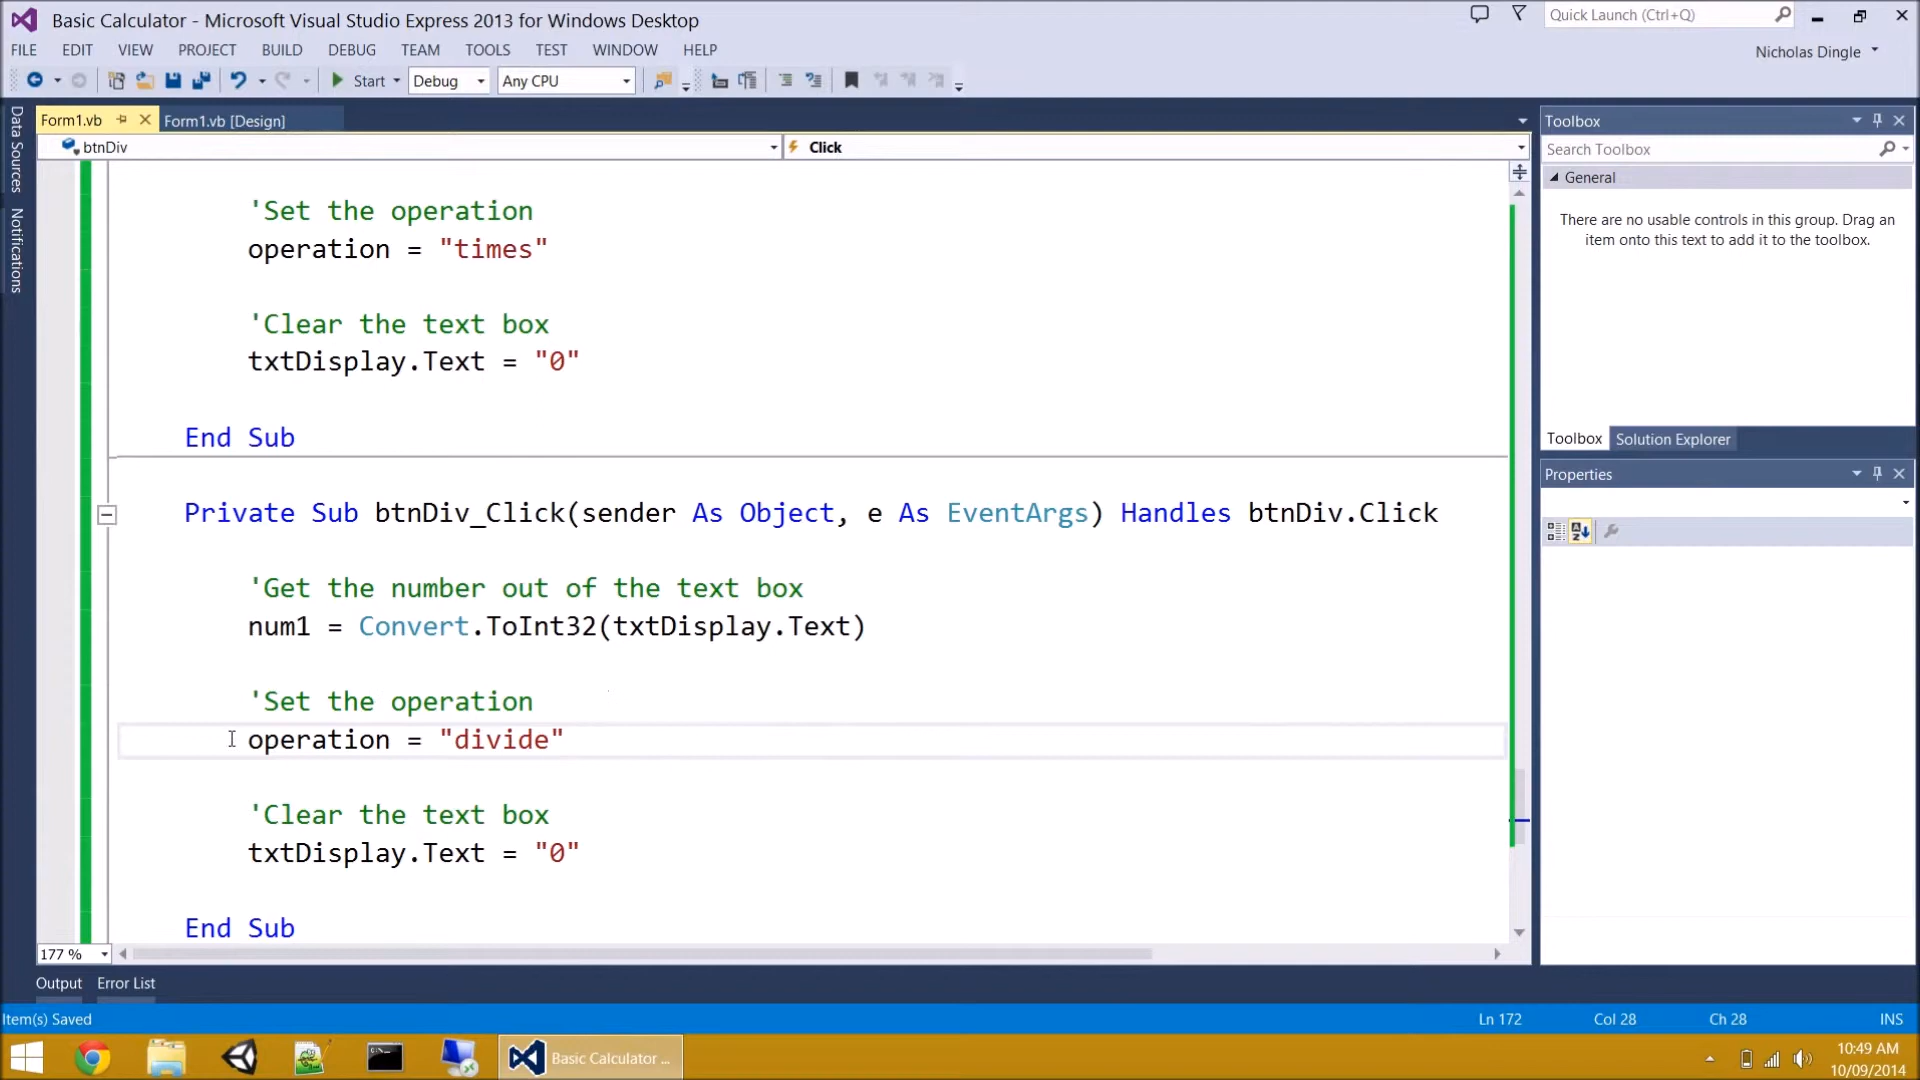 Basic Calculator - Microsoft Visual Studio Express 2013 for Windows Desktop
Quick Launch (Ctrl+Q)
FILE EDIT VIEW PROJECT BUILD DEBUG TEAM TOOLS TEST WINDOW HELP
Nicholas Dingle
Start Debug Any CPU
Data Sources
Notifications
Form1.vb Form1.vb [Design]
btnDiv Click
'Set the operation
operation = "times"
'Clear the text box
txtDisplay.Text = "0"
End Sub
Private Sub btnDiv_Click(sender As Object, e As EventArgs) Handles btnDiv.Click
'Get the number out of the text box
num1 = Convert.ToInt32(txtDisplay.Text)
'Set the operation
operation = "divide"
'Clear the text box
txtDisplay.Text = "0"
End Sub
177 %
Toolbox
Search Toolbox
General
There are no usable controls in this group. Drag an
item onto this text to add it to the toolbox.
Toolbox Solution Explorer
Properties
Output Error List
Item(s) Saved Ln 172 Col 28 Ch 28 INS
Basic Calculator ...
10:49 AM
10/09/2014